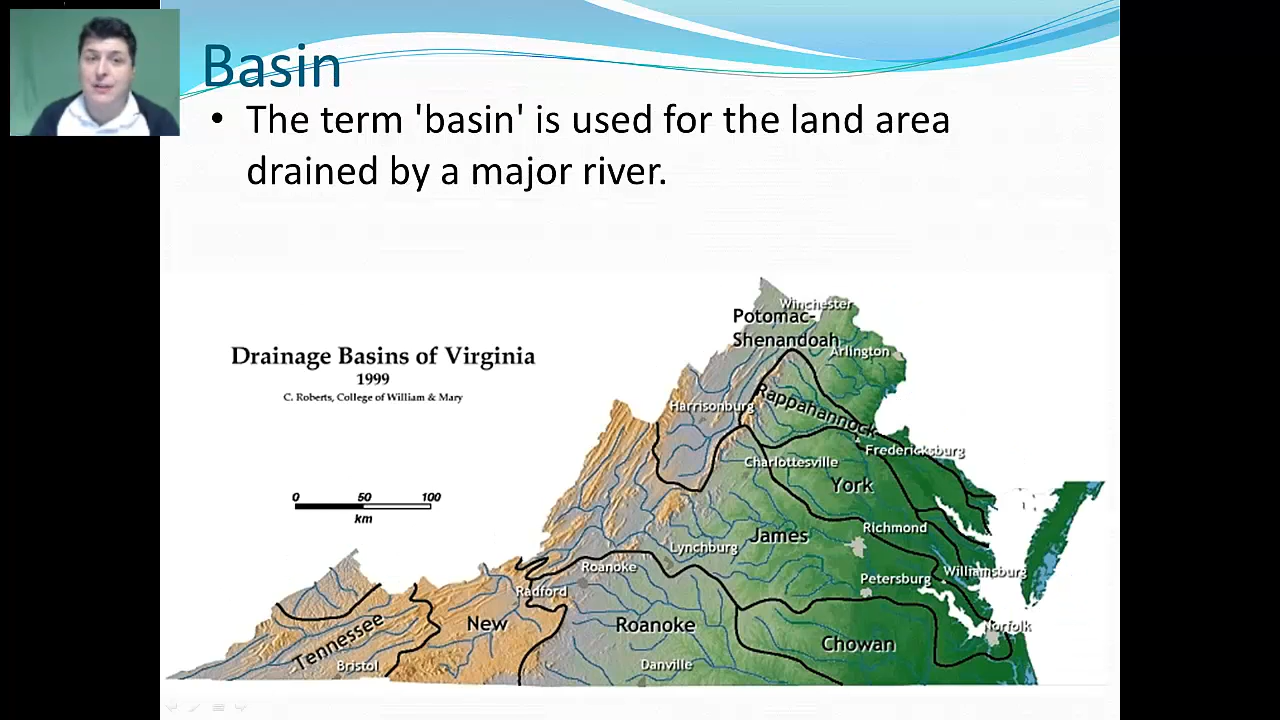 Basin
• The term 'basin' is used for the land area
drained by a major river.
Drainage Basins of Virginia
1999
C. Roberts, College of William & Mary
0 50 100
km
Winchester
Potomac-
Shenandoah
Arlington
Rappahannock
Harrisonburg
Fredericksburg
Charlottesville
York
Richmond
James
Lynchburg
Roanoke
Williamsburg
Petersburg
Radford
New
Roanoke
Norfolk
Tennessee
Chowan
Bristol
Danville